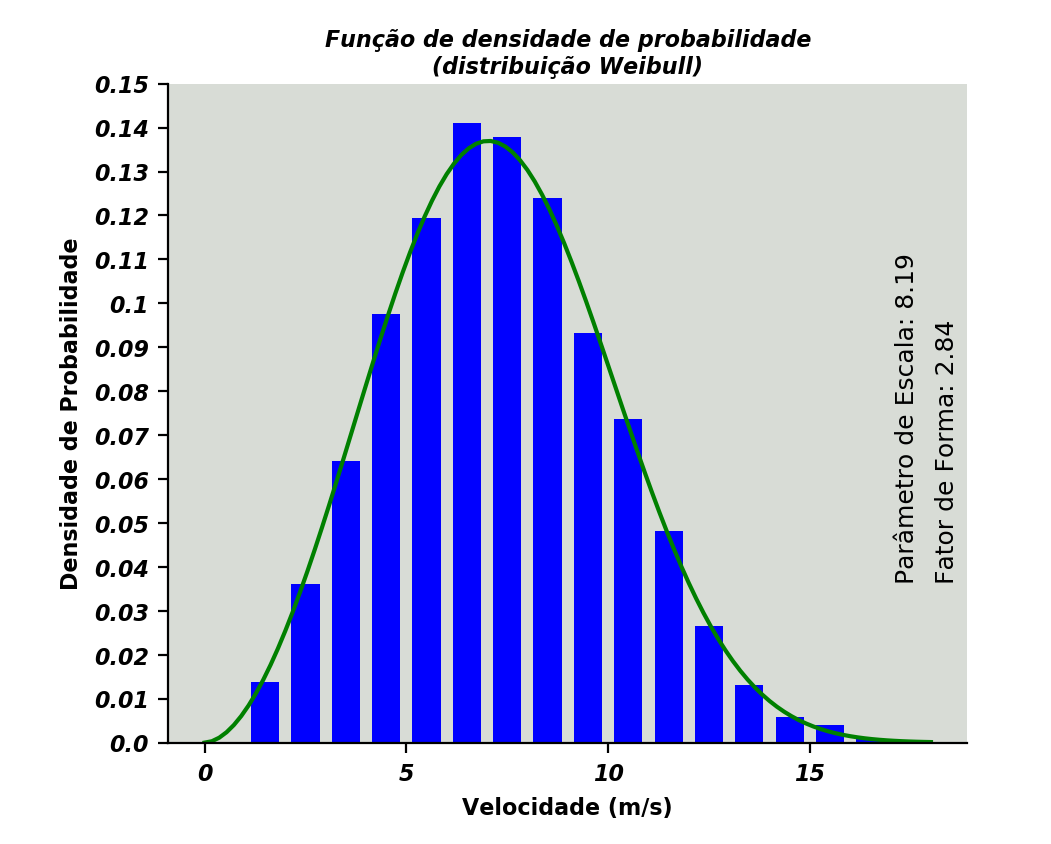 Função de densidade de probabilidade
(distribuição Weibull)
0.15
0.14
0.13
0.12
0.11
0.1
0.09
0.08
0.07
0.06
0.05
0.04
0.03
0.02
0.01
0.0
Densidade de Probabilidade
Parâmetro de Escala: 8.19
Fator de Forma: 2.84
0 5 10 15
Velocidade (m/s)